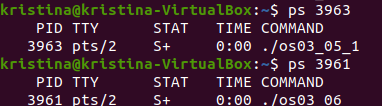 kristina@kristina-VirtualBox:~$ ps 3963
PID TTY STAT TIME COMMAND
3963 pts/2 S+ 0:00 ./os03_05_1
kristina@kristina-VirtualBox:~$ ps 3961
PID TTY STAT TIME COMMAND
3961 pts/2 S+ 0:00 ./os03_06